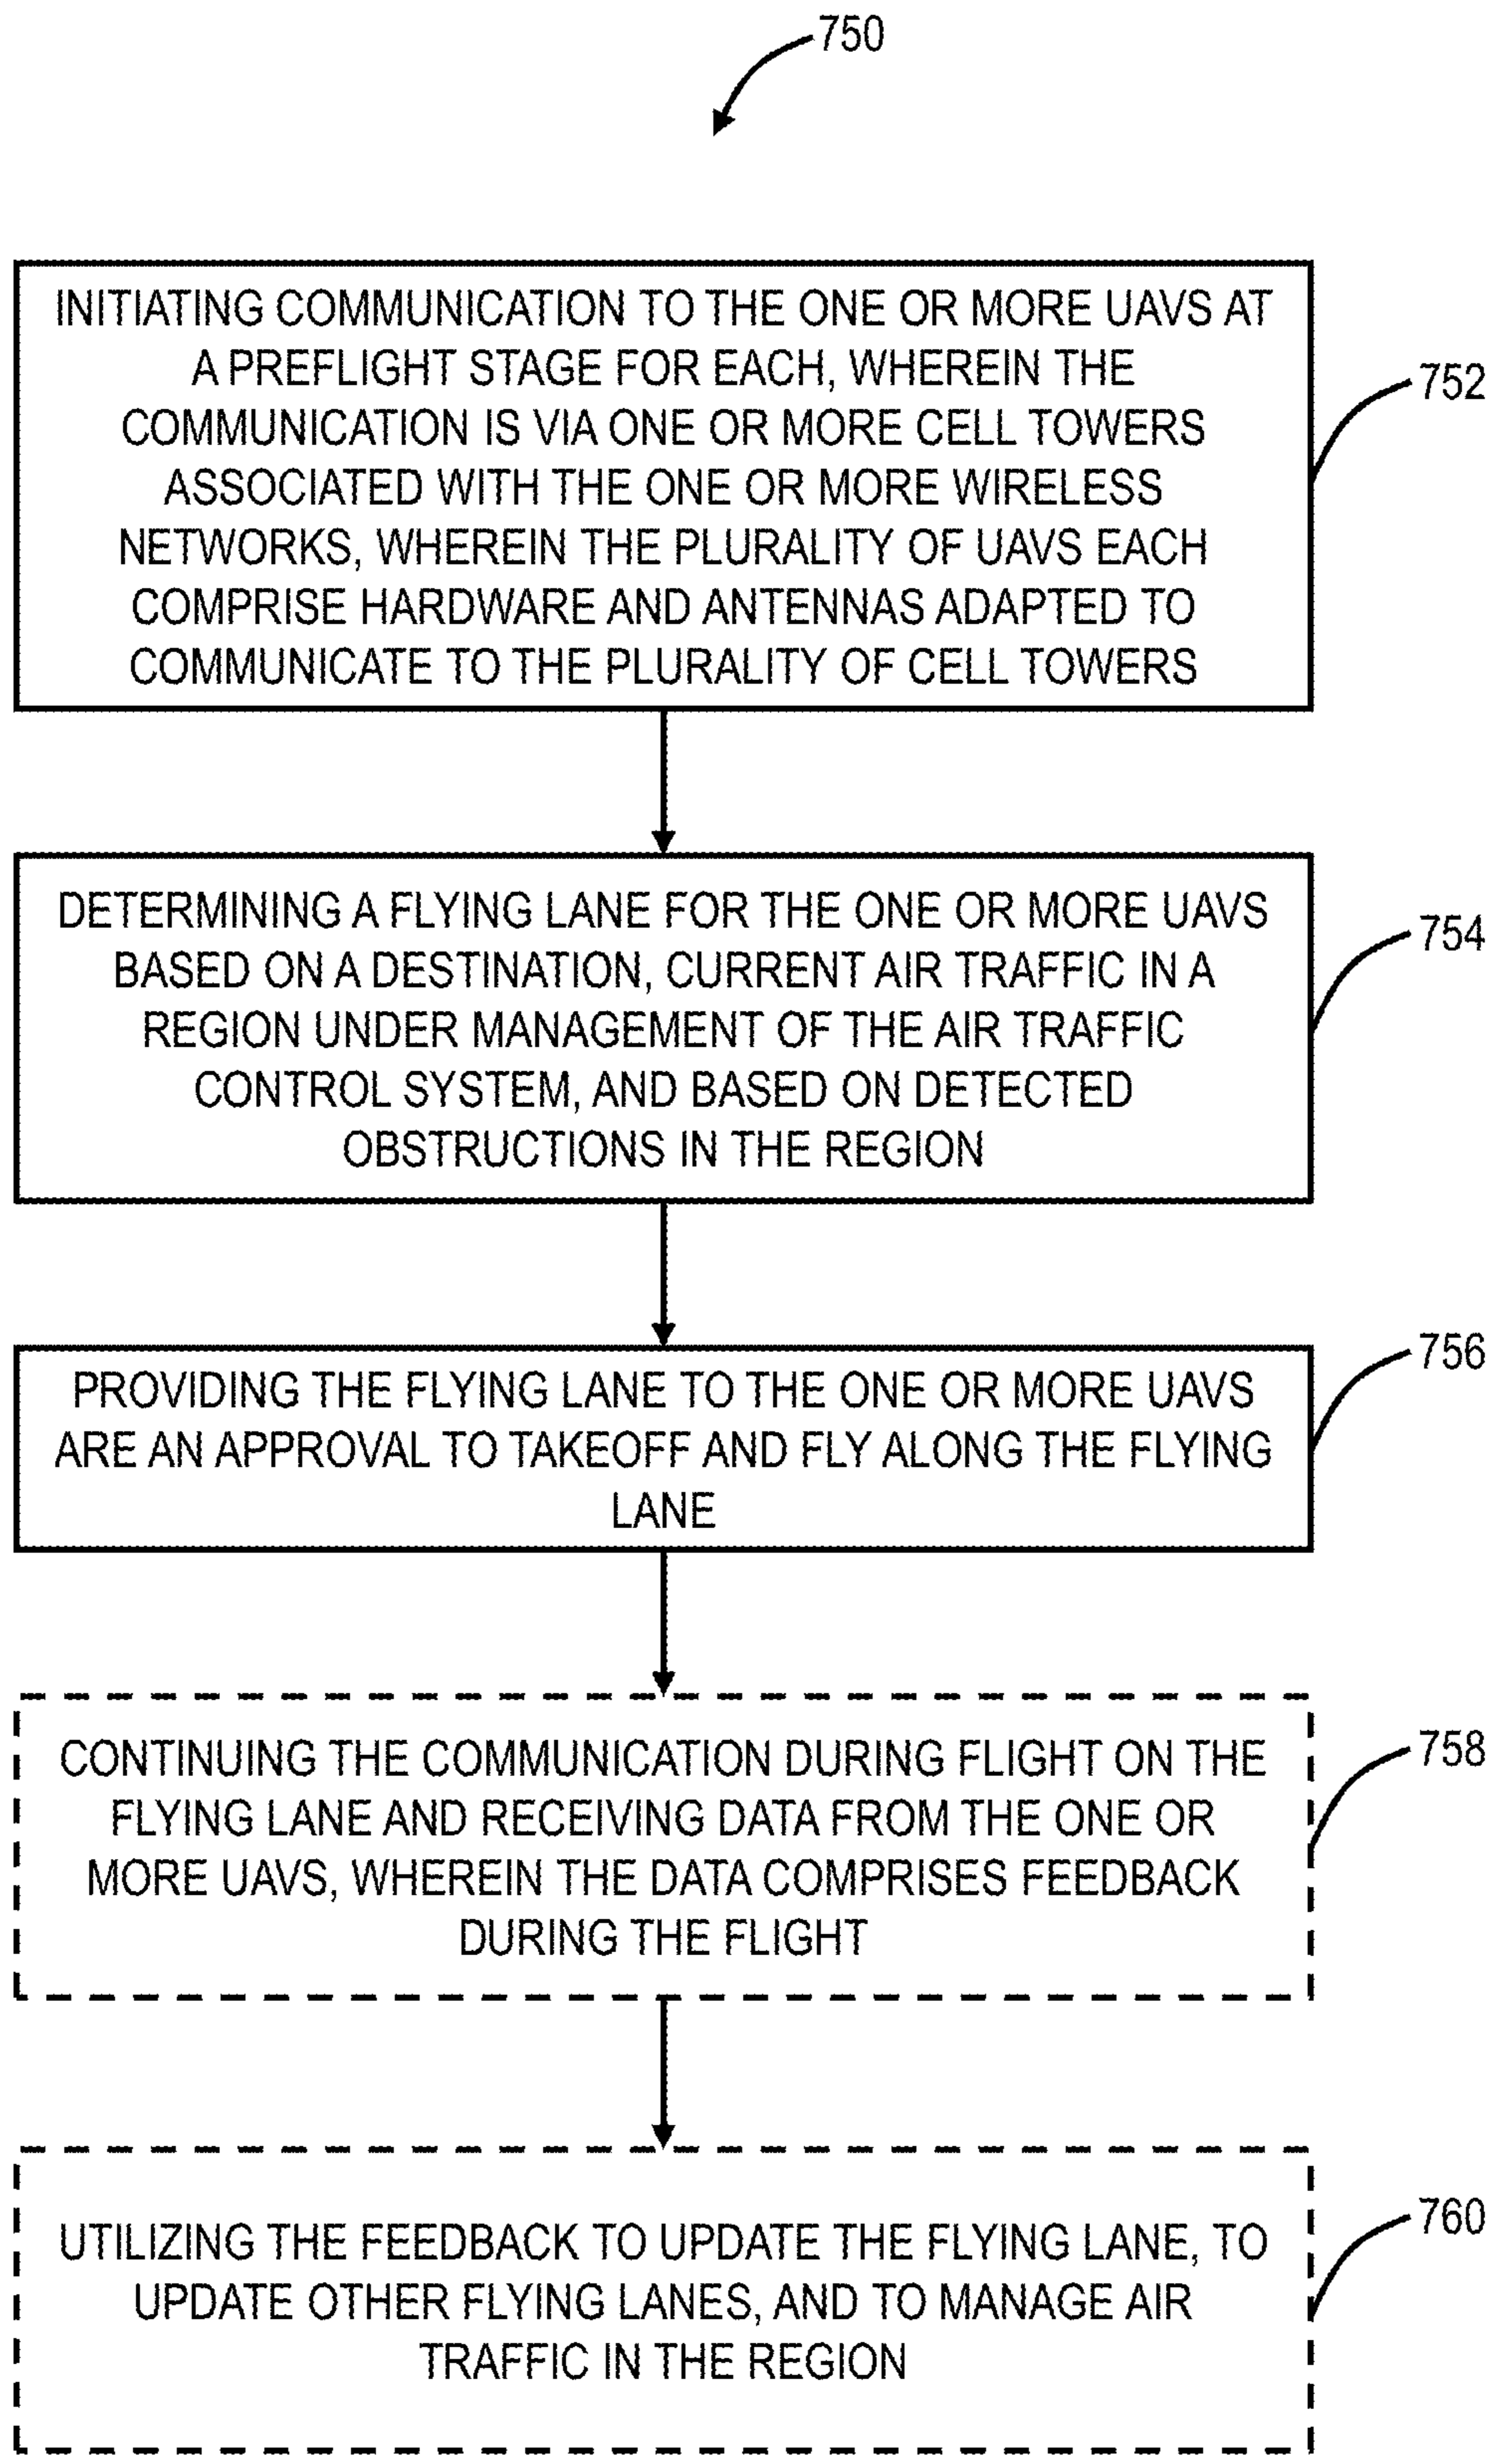 750
INITIATING COMMUNICATION TO THE ONE OR MORE UAVS AT
A PREFLIGHT STAGE FOR EACH, WHEREIN THE
COMMUNICATION IS VIA ONE OR MORE CELL TOWERS
ASSOCIATED WITH THE ONE OR MORE WIRELESS
NETWORKS, WHEREIN THE PLURALITY OF UAVS EACH
COMPRISE HARDWARE AND ANTENNAS ADAPTED TO
COMMUNICATE TO THE PLURALITY OF CELL TOWERS
752
DETERMINING A FLYING LANE FOR THE ONE OR MORE UAVS
BASED ON A DESTINATION, CURRENT AIR TRAFFIC IN A
REGION UNDER MANAGEMENT OF THE AIR TRAFFIC
CONTROL SYSTEM, AND BASED ON DETECTED
OBSTRUCTIONS IN THE REGION
754
PROVIDING THE FLYING LANE TO THE ONE OR MORE UAVS
ARE AN APPROVAL TO TAKEOFF AND FLY ALONG THE FLYING
LANE
756
CONTINUING THE COMMUNICATION DURING FLIGHT ON THE
FLYING LANE AND RECEIVING DATA FROM THE ONE OR
MORE UAVS, WHEREIN THE DATA COMPRISES FEEDBACK
DURING THE FLIGHT
758
UTILIZING THE FEEDBACK TO UPDATE THE FLYING LANE, TO
UPDATE OTHER FLYING LANES, AND TO MANAGE AIR
TRAFFIC IN THE REGION
760